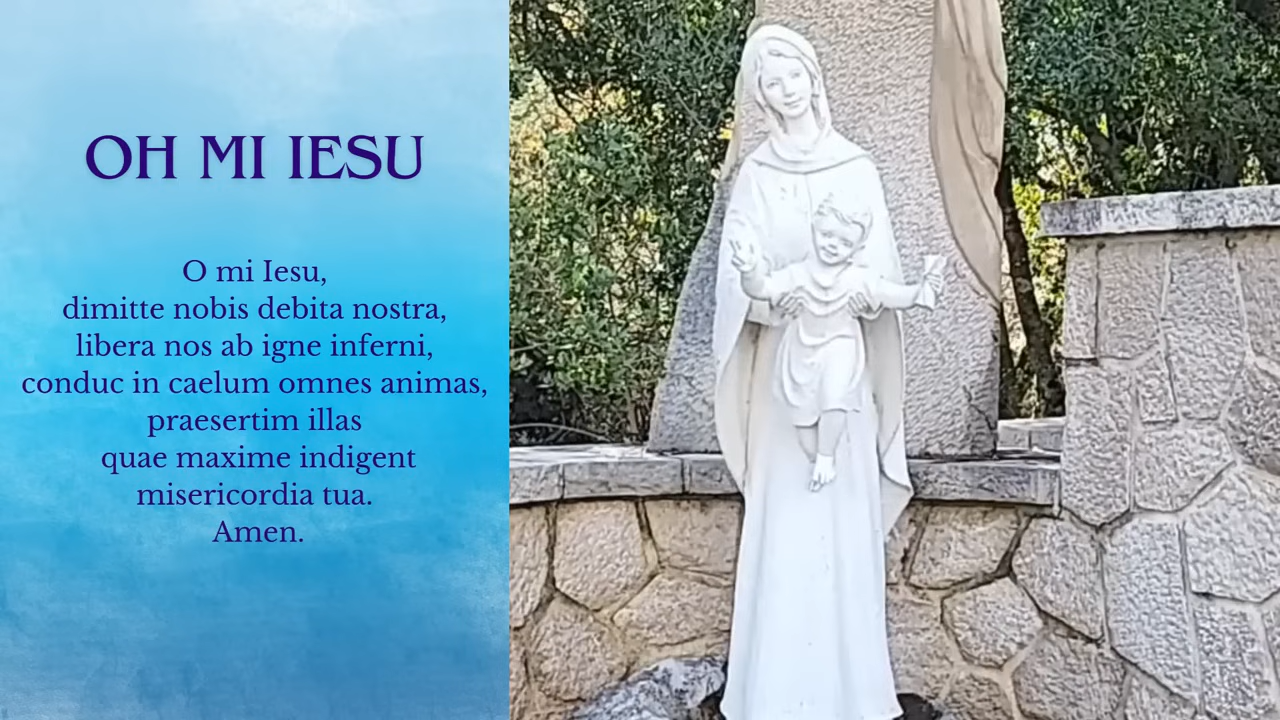 OH MI IESU
O mi Iesu,
dimitte nobis debita nostra,
libera nos ab igne inferni,
conduc in caelum omnes animas,
praesertim illas
quae maxime indigent
misericordia tua.
Amen.